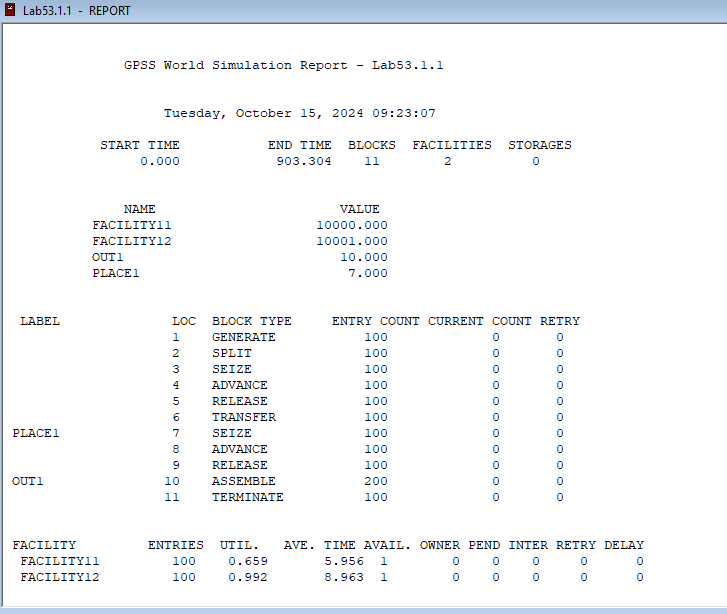 Lab53.1.1 - REPORT
GPSS World Simulation Report - Lab53.1.1
Tuesday, October 15, 2024 09:23:07
START TIME END TIME BLOCKS FACILITIES STORAGES
0.000 903.304 11 2 0
NAME VALUE
FACILITY11 10000.000
FACILITY12 10001.000
OUT1 10.000
PLACE1 7.000
LABEL LOC BLOCK TYPE ENTRY COUNT CURRENT COUNT RETRY
1 GENERATE 100 0 0
2 SPLIT 100 0 0
3 SEIZE 100 0 0
4 ADVANCE 100 0 0
5 RELEASE 100 0 0
6 TRANSFER 100 0 0
PLACE1 7 SEIZE 100 0 0
8 ADVANCE 100 0 0
9 RELEASE 100 0 0
OUT1 10 ASSEMBLE 200 0 0
11 TERMINATE 100 0 0
FACILITY ENTRIES UTIL. AVE. TIME AVAIL. OWNER PEND INTER RETRY DELAY
FACILITY11 100 0.659 5.956 1 0 0 0 0 0
FACILITY12 100 0.992 8.963 1 0 0 0 0 0